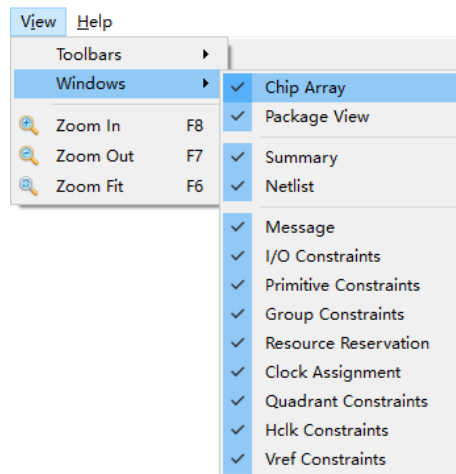 View Help
Toolbars
Windows
Zoom In F8
Zoom Out F7
Zoom Fit F6
Chip Array
Package View
Summary
Netlist
Message
I/O Constraints
Primitive Constraints
Group Constraints
Resource Reservation
Clock Assignment
Quadrant Constraints
Hclk Constraints
Vref Constraints